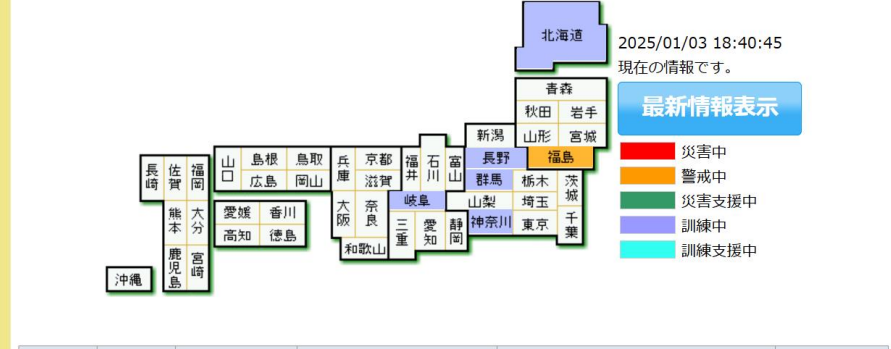 北海道
2025/01/03 18:40:45
現在の情報です。
最新情報表示
青森
秋田 岩手
山形 宮城
新潟
長野 福島
群馬 栃木 茨城
山梨 埼玉
神奈川 東京 千葉
富山
石川
福井
岐阜
静岡
愛知
三重
京都
滋賀
兵庫
大阪
奈良
和歌山
島根 鳥取
広島 岡山
山口
愛媛 香川
高知 徳島
福岡
佐賀
長崎
大分
熊本
宮崎
鹿児島
沖縄
災害中
警戒中
災害支援中
訓練中
訓練支援中